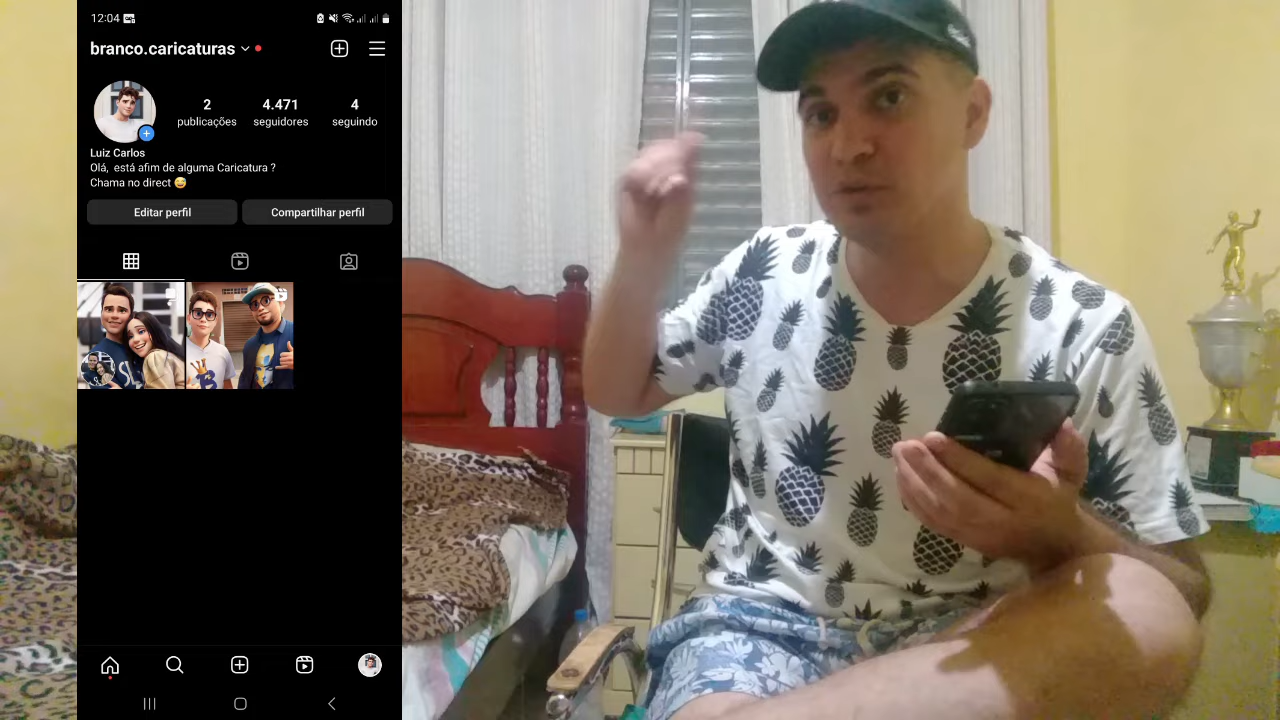 12:04
branco.caricaturas
2
4.471
4
publicações
seguidores
seguindo
Luiz Carlos
Olá, está afim de alguma Caricatura ?
Chama no direct 😅
Editar perfil
Compartilhar perfil